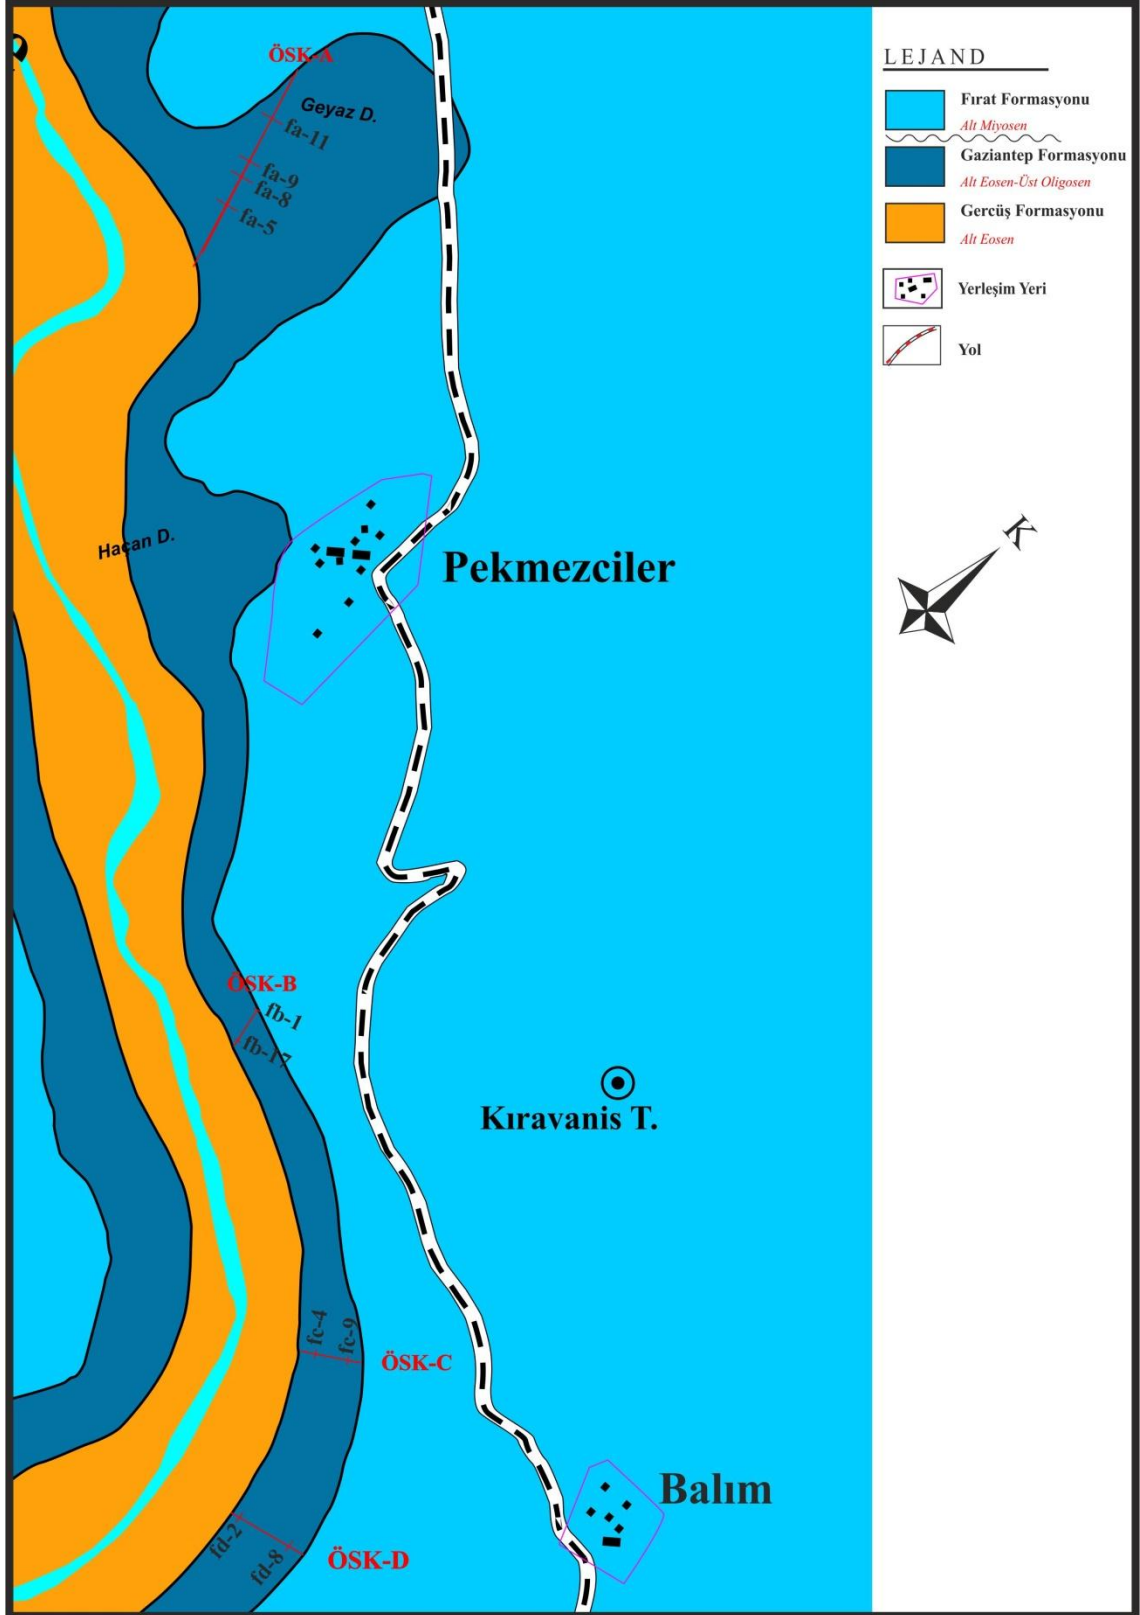 ÖSK-A
Geyaz D.
fa-11
fa-9
fa-8
fa-5
Haçan D.
Pekmezciler
ÖSK-B
fb-1
fb-17
Kıravanis T.
fc-4
fc-9
ÖSK-C
Balım
fd-2
fd-8
ÖSK-D
LEJAND
Fırat Formasyonu
Alt Miyosen
Gaziantep Formasyonu
Alt Eosen-Üst Oligosen
Gercüş Formasyonu
Alt Eosen
Yerleşim Yeri
Yol
K